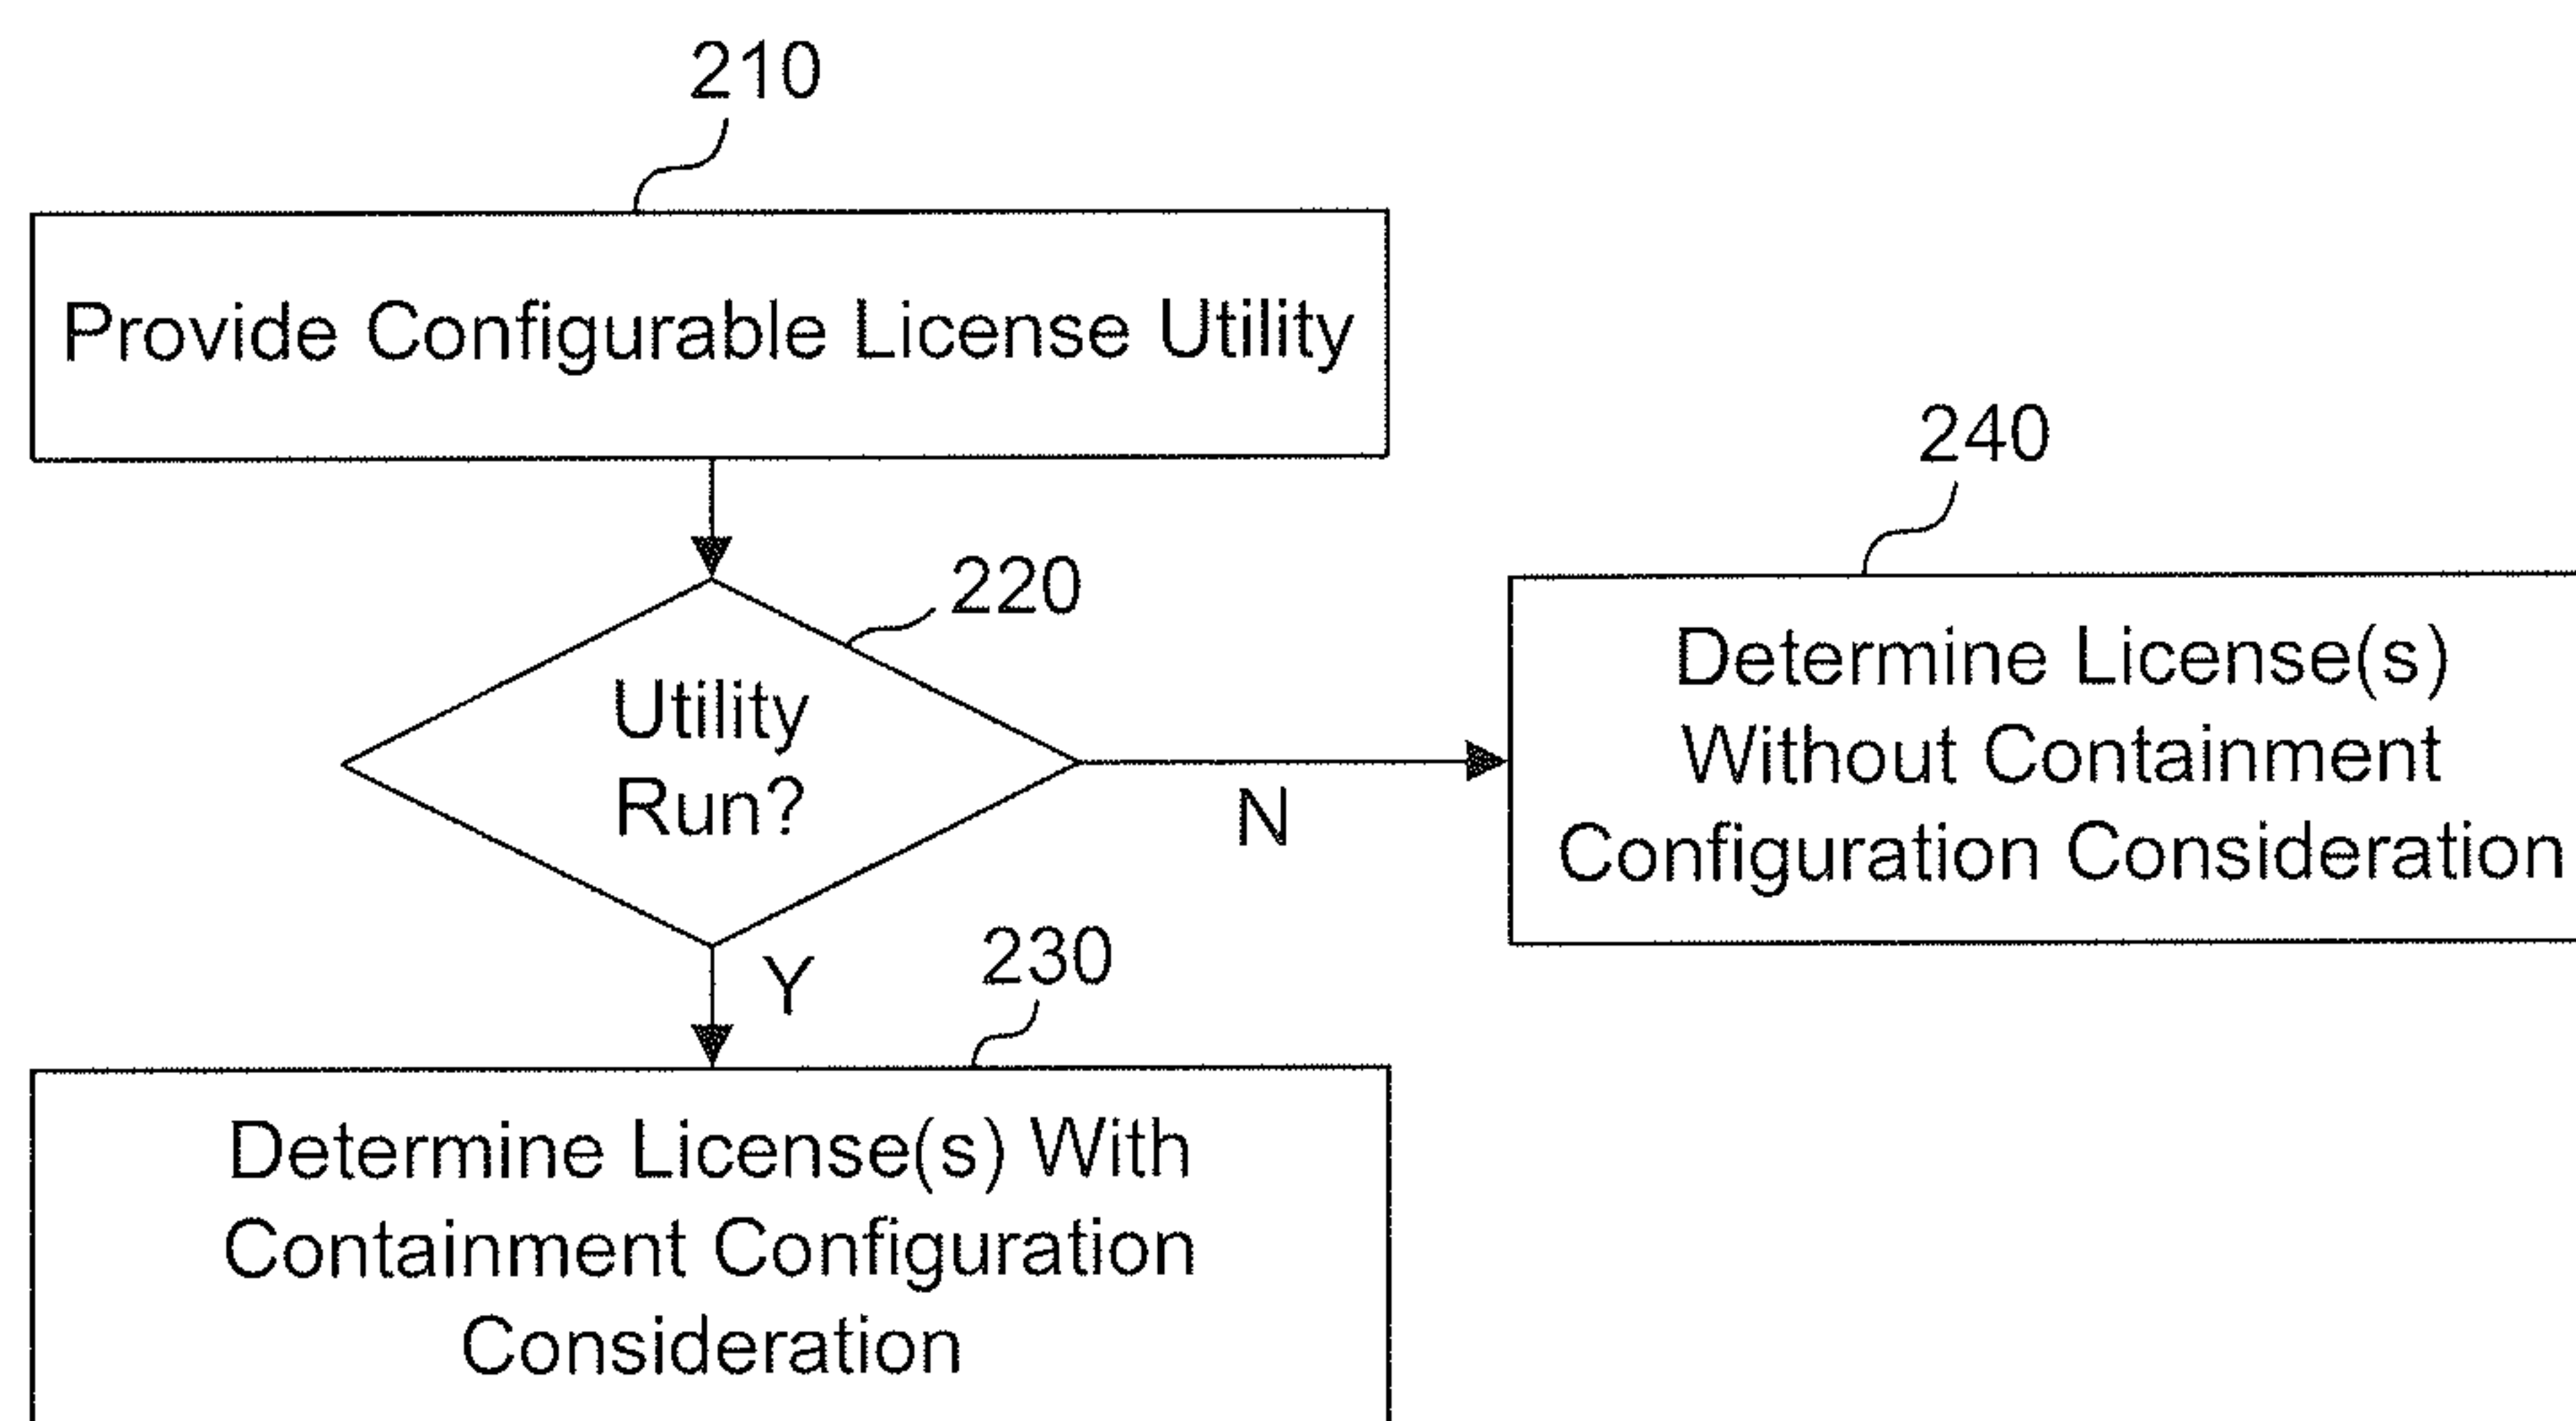 210
Provide Configurable License Utility
220
Utility
Run?
N
240
Determine License(s)
Without Containment
Configuration Consideration
Y
230
Determine License(s) With
Containment Configuration
Consideration